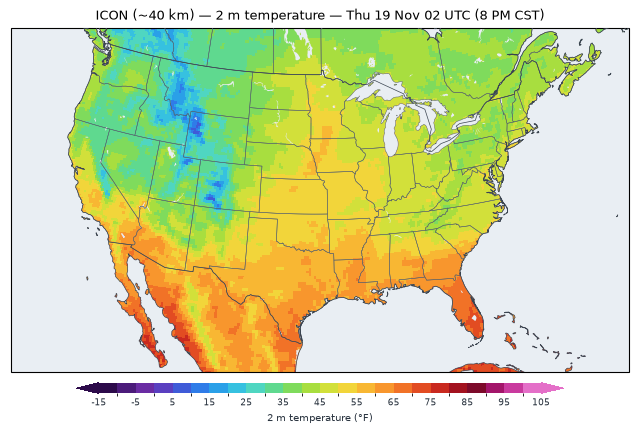 ICON (~40 km) — 2 m temperature — Thu 19 Nov 02 UTC (8 PM CST)
-15 -5 5 15 25 35 45 55 65 75 85 95 105
2 m temperature (°F)